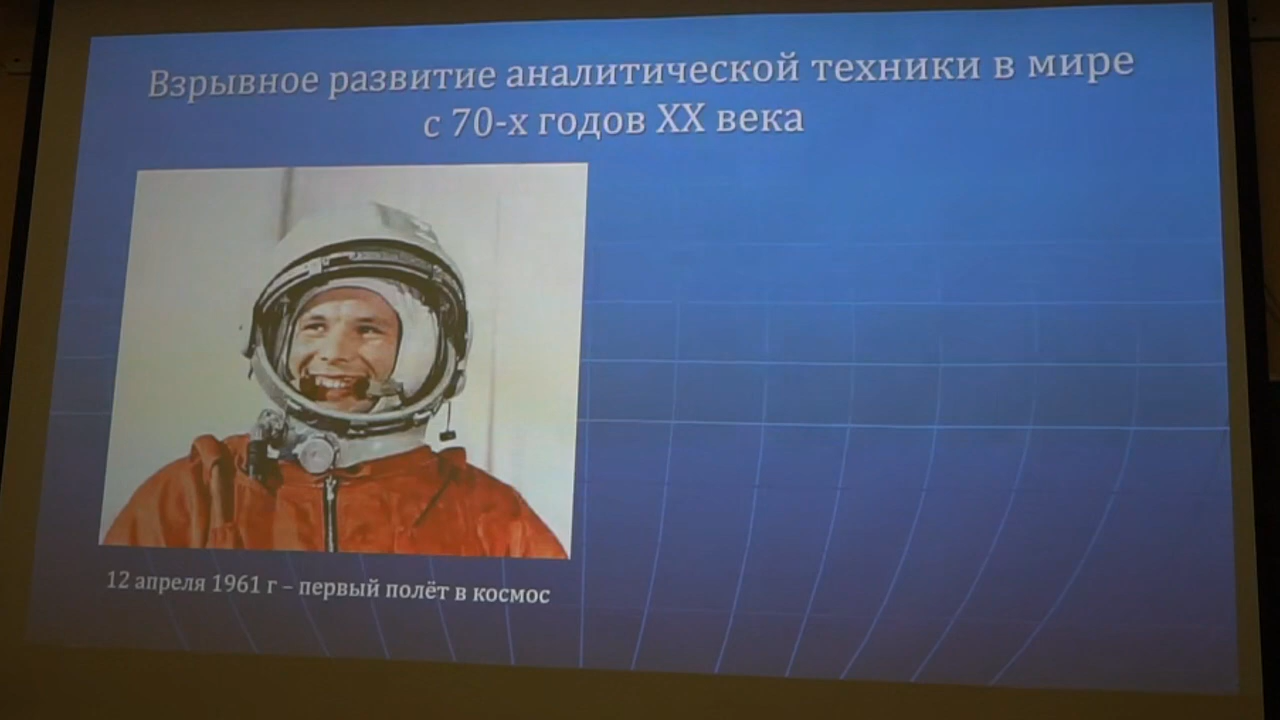 Взрывное развитие аналитической техники в мире
с 70-х годов XX века
12 апреля 1961 г – первый полёт в космос